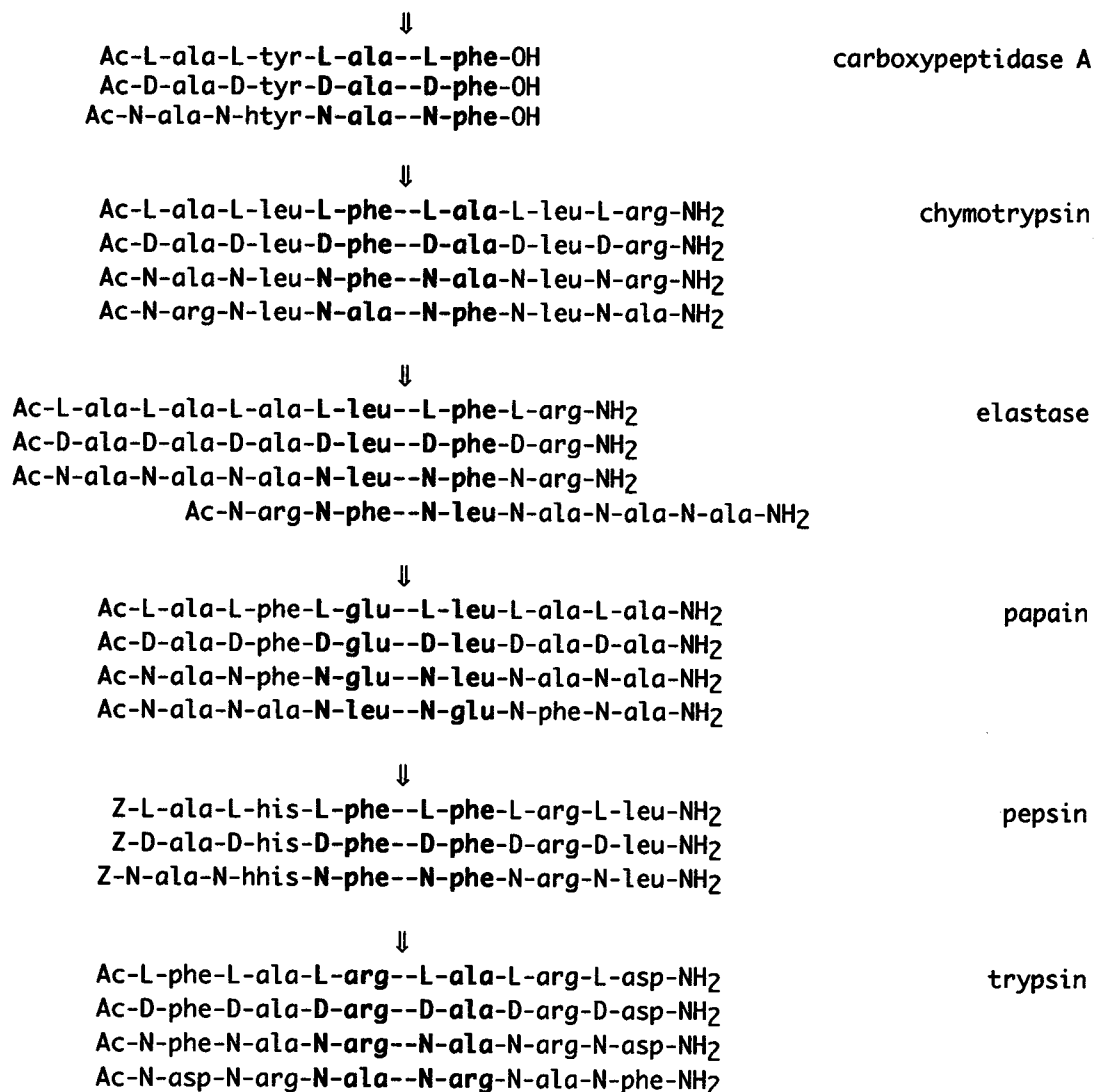 ⇓
Ac-L-ala-L-tyr-L-ala--L-phe-OH carboxypeptidase A
Ac-D-ala-D-tyr-D-ala--D-phe-OH
Ac-N-ala-N-htyr-N-ala--N-phe-OH
⇓
Ac-L-ala-L-leu-L-phe--L-ala-L-leu-L-arg-NH2 chymotrypsin
Ac-D-ala-D-leu-D-phe--D-ala-D-leu-D-arg-NH2
Ac-N-ala-N-leu-N-phe--N-ala-N-leu-N-arg-NH2
Ac-N-arg-N-leu-N-ala--N-phe-N-leu-N-ala-NH2
⇓
Ac-L-ala-L-ala-L-ala-L-leu--L-phe-L-arg-NH2 elastase
Ac-D-ala-D-ala-D-ala-D-leu--D-phe-D-arg-NH2
Ac-N-ala-N-ala-N-ala-N-leu--N-phe-N-arg-NH2
Ac-N-arg-N-phe--N-leu-N-ala-N-ala-N-ala-NH2
⇓
Ac-L-ala-L-phe-L-glu--L-leu-L-ala-L-ala-NH2 papain
Ac-D-ala-D-phe-D-glu--D-leu-D-ala-D-ala-NH2
Ac-N-ala-N-phe-N-glu--N-leu-N-ala-N-ala-NH2
Ac-N-ala-N-ala-N-leu--N-glu-N-phe-N-ala-NH2
⇓
Z-L-ala-L-his-L-phe--L-phe-L-arg-L-leu-NH2 pepsin
Z-D-ala-D-his-D-phe--D-phe-D-arg-D-leu-NH2
Z-N-ala-N-hhis-N-phe--N-phe-N-arg-N-leu-NH2
⇓
Ac-L-phe-L-ala-L-arg--L-ala-L-arg-L-asp-NH2 trypsin
Ac-D-phe-D-ala-D-arg--D-ala-D-arg-D-asp-NH2
Ac-N-phe-N-ala-N-arg--N-ala-N-arg-N-asp-NH2
Ac-N-asp-N-arg-N-ala--N-arg-N-ala-N-phe-NH2